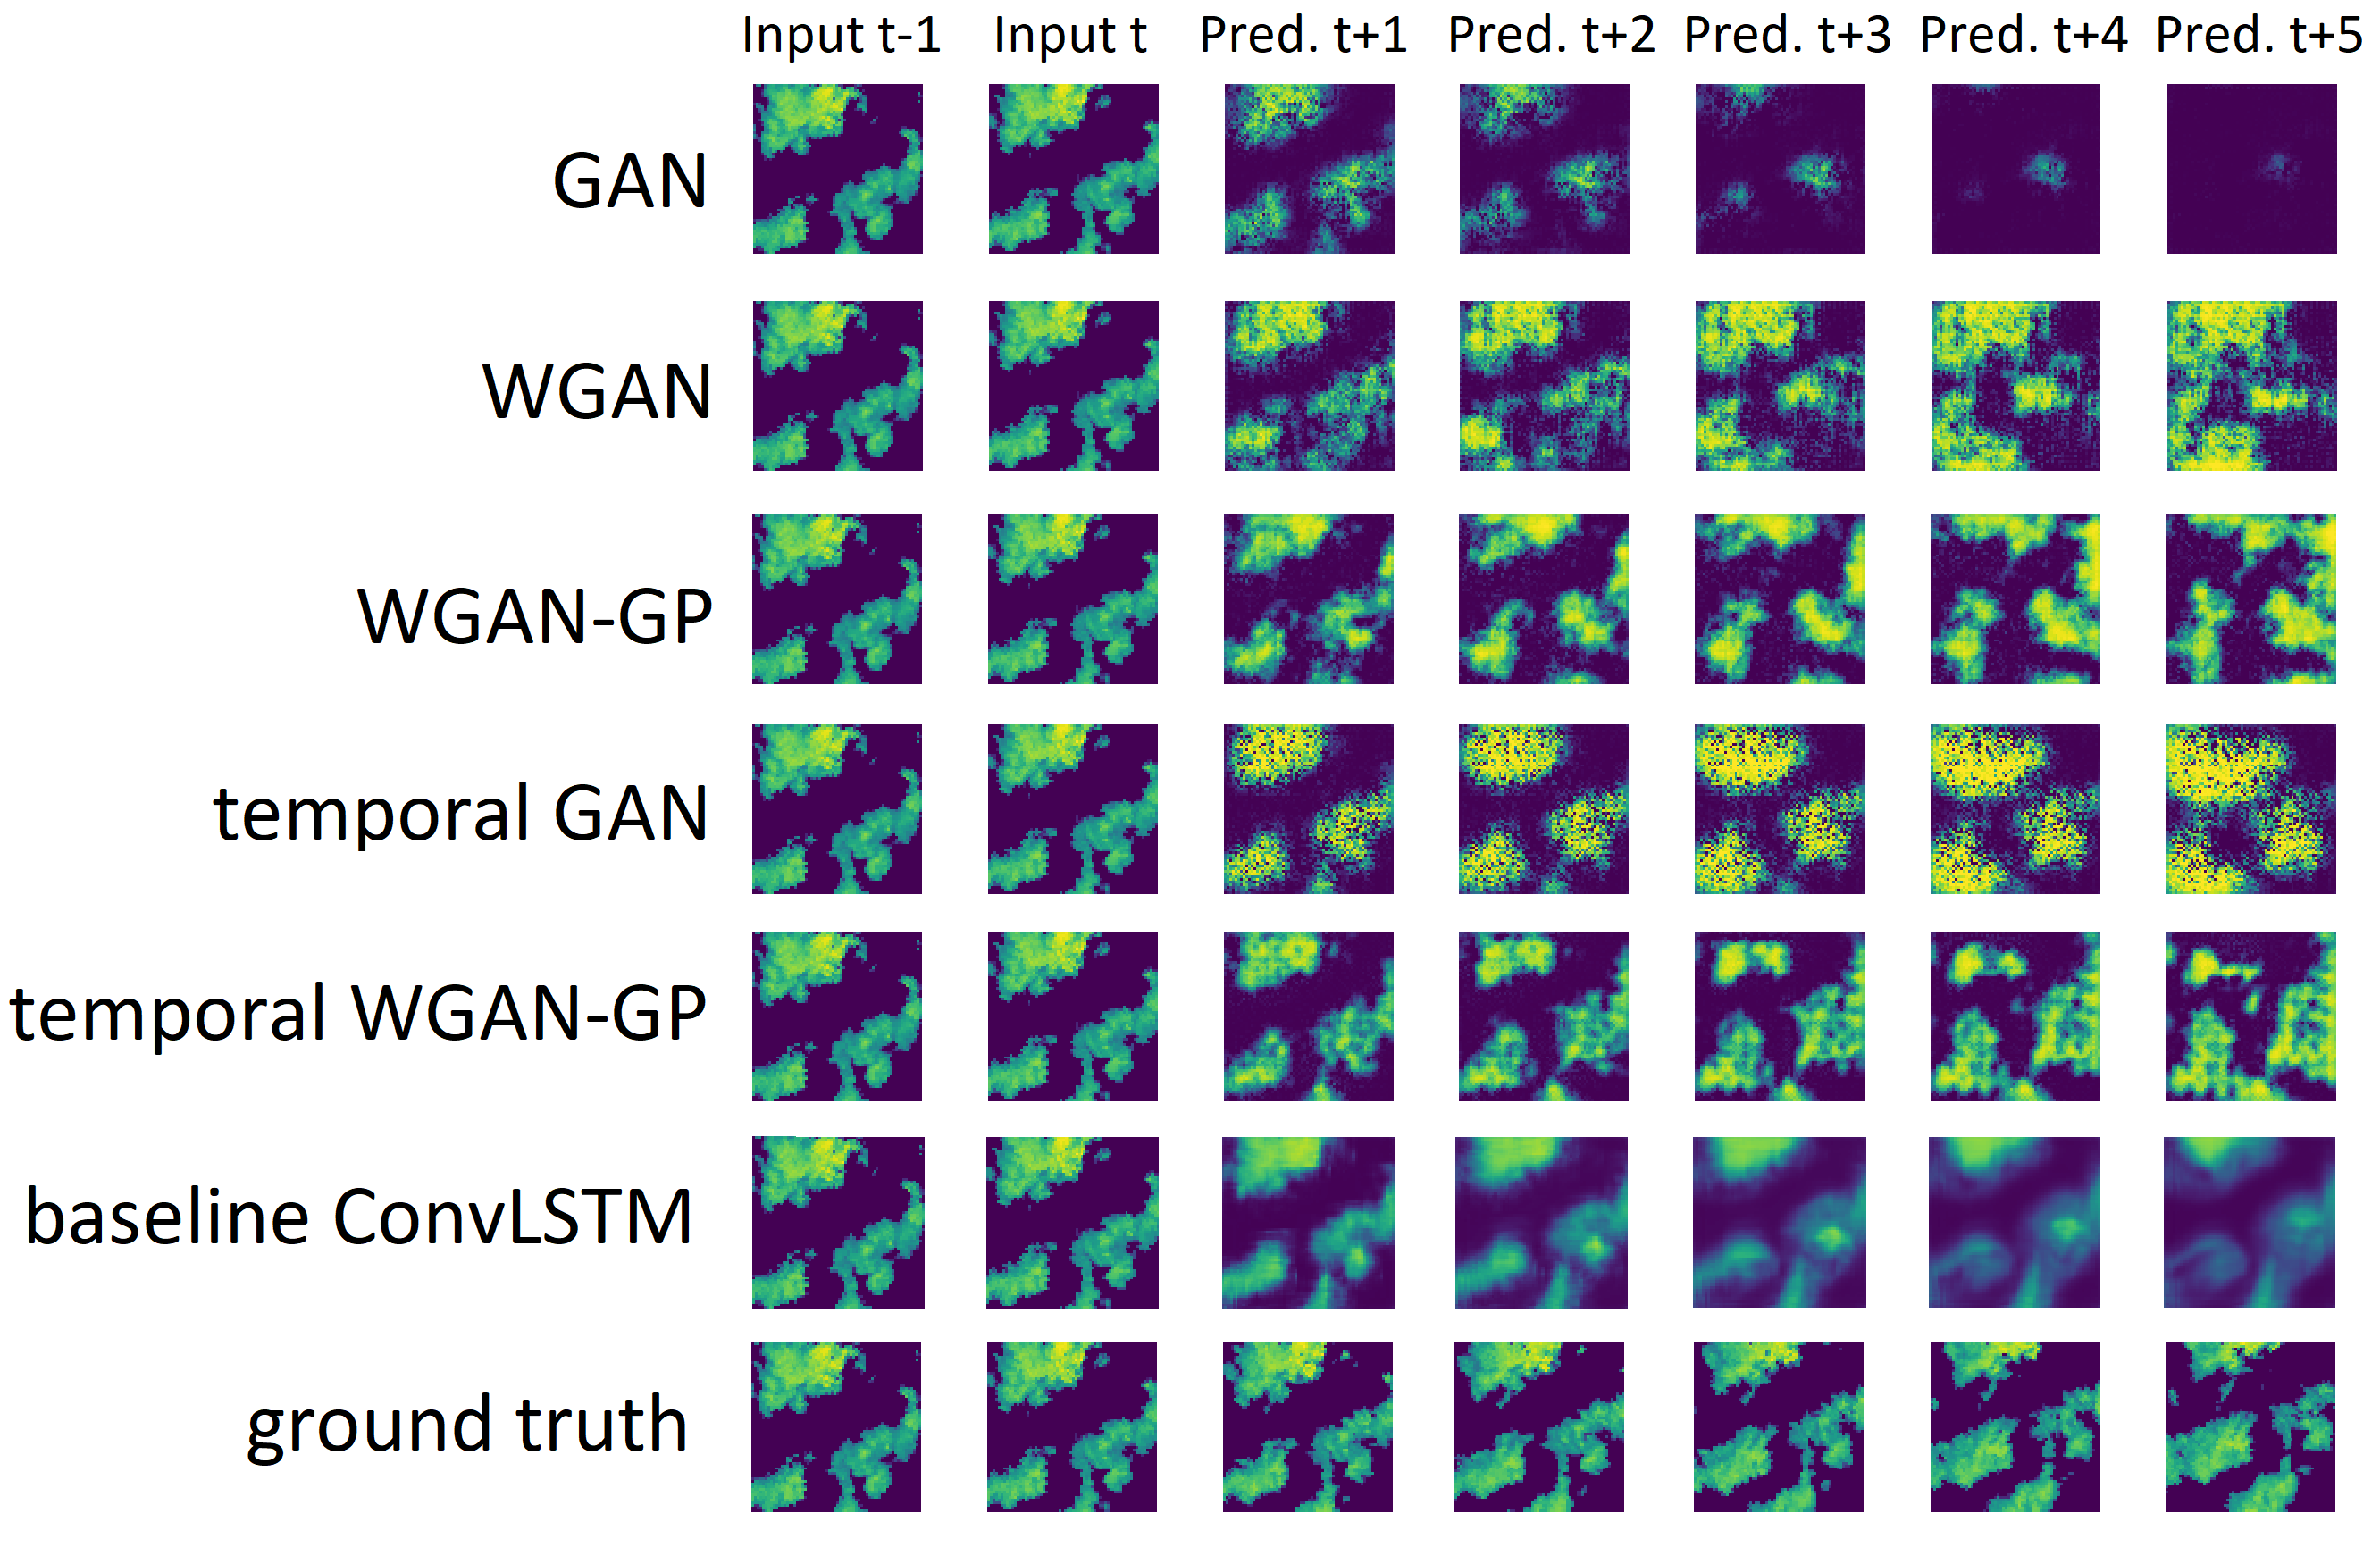 Input t-1 Input t Pred. t+1 Pred. t+2 Pred. t+3 Pred. t+4 Pred. t+5
GAN
WGAN
WGAN-GP
temporal GAN
temporal WGAN-GP
baseline ConvLSTM
ground truth